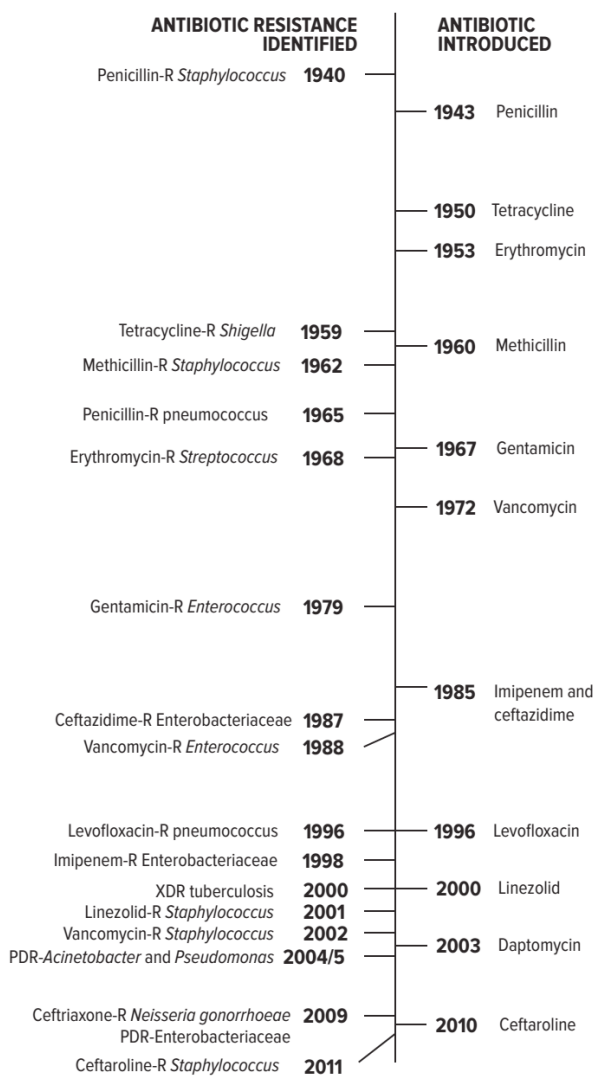 ANTIBIOTIC RESISTANCE
IDENTIFIED
ANTIBIOTIC
INTRODUCED
Penicillin-R Staphylococcus 1940
1943 Penicillin
1950 Tetracycline
1953 Erythromycin
Tetracycline-R Shigella 1959
1960 Methicillin
Methicillin-R Staphylococcus 1962
Penicillin-R pneumococcus 1965
1967 Gentamicin
Erythromycin-R Streptococcus 1968
1972 Vancomycin
Gentamicin-R Enterococcus 1979
1985 Imipenem and
ceftazidime
Ceftazidime-R Enterobacteriaceae 1987
Vancomycin-R Enterococcus 1988
Levofloxacin-R pneumococcus 1996
1996 Levofloxacin
Imipenem-R Enterobacteriaceae 1998
XDR tuberculosis 2000
2000 Linezolid
Linezolid-R Staphylococcus 2001
Vancomycin-R Staphylococcus 2002
2003 Daptomycin
PDR-Acinetobacter and Pseudomonas 2004/5
Ceftriaxone-R Neisseria gonorrhoeae 2009
PDR-Enterobacteriaceae
2010 Ceftaroline
Ceftaroline-R Staphylococcus 2011